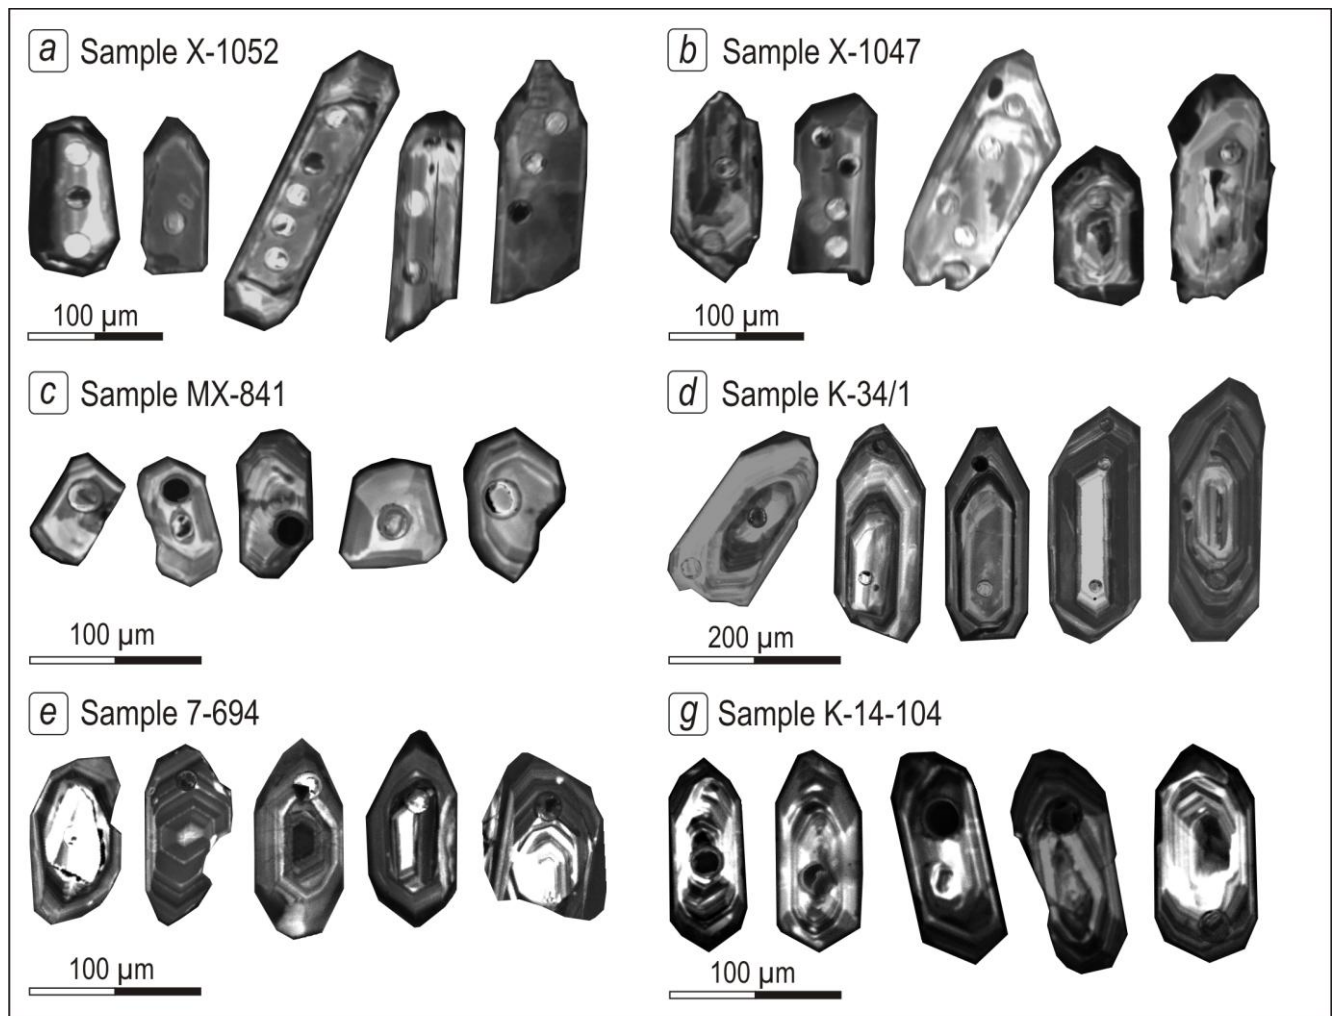 a Sample X-1052
b Sample X-1047
100 µm
100 µm
c Sample MX-841
d Sample K-34/1
100 µm
200 µm
e Sample 7-694
g Sample K-14-104
100 µm
100 µm